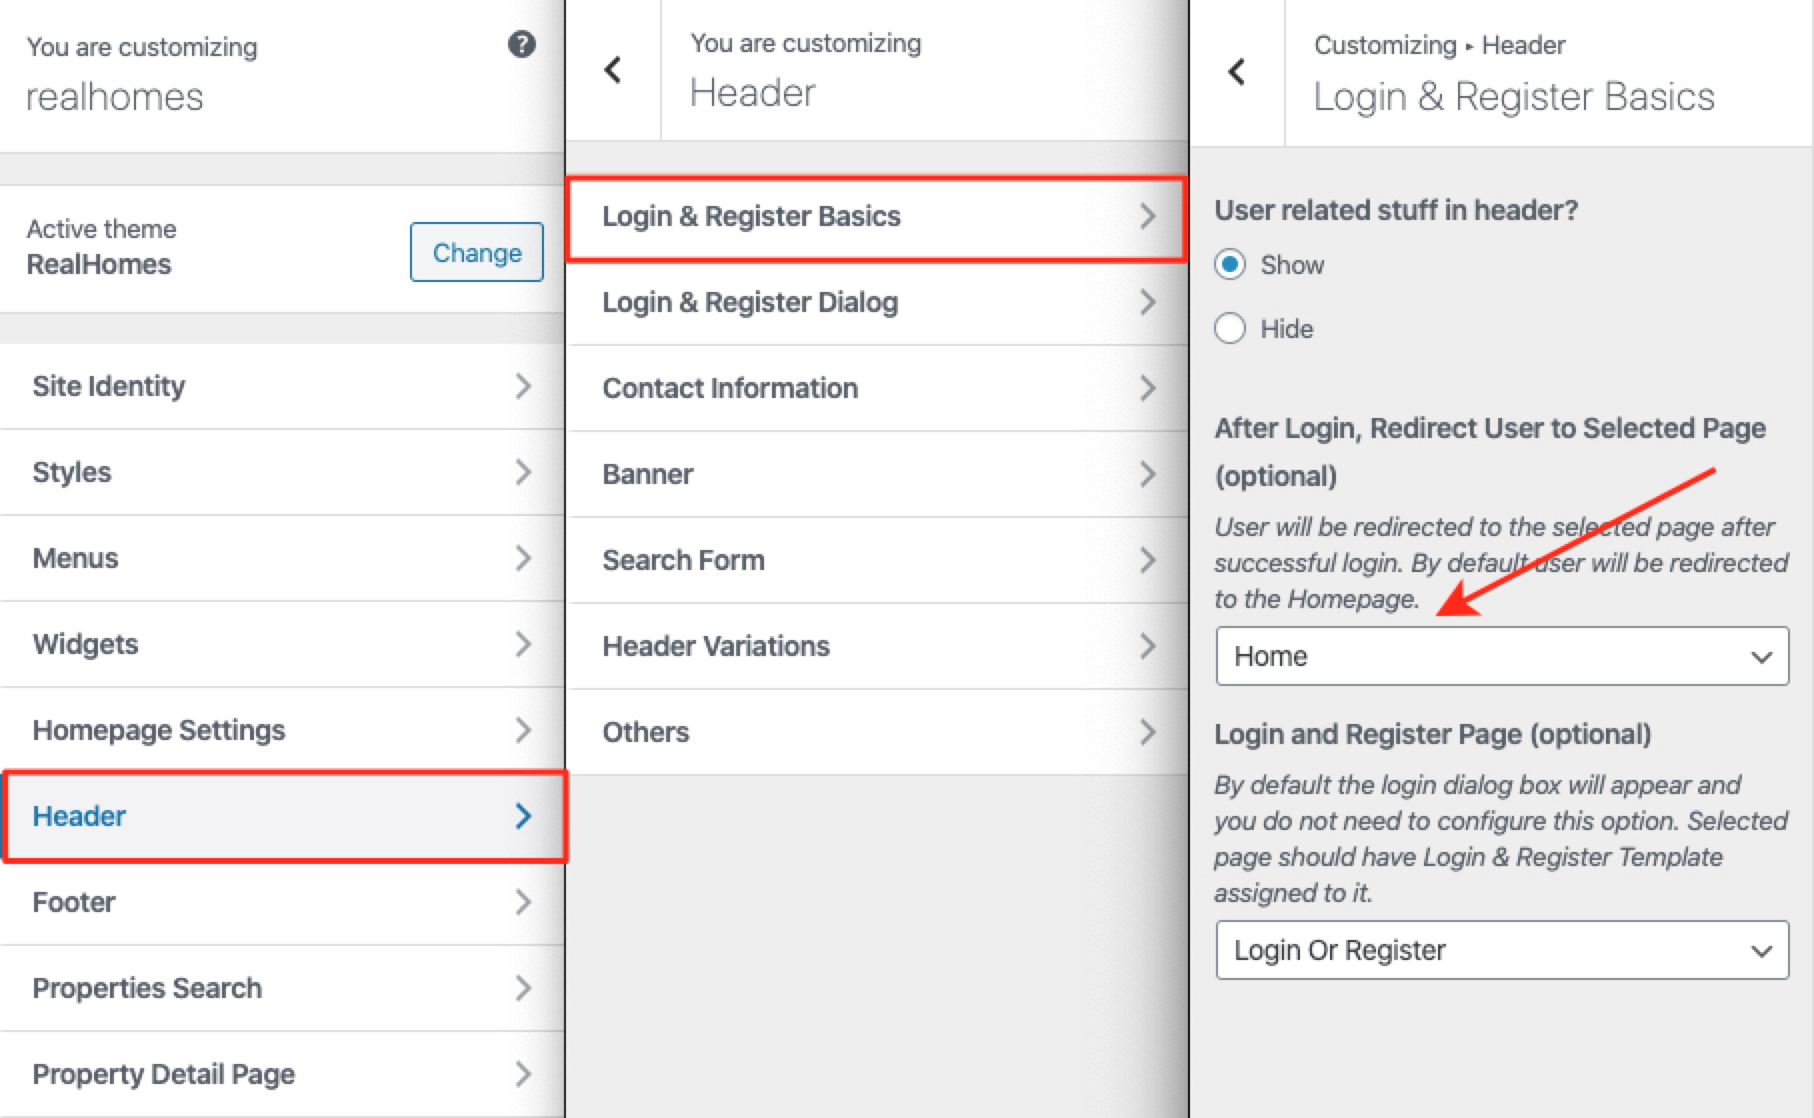 You are customizing
realhomes
Active theme
RealHomes
Change
Site Identity
Styles
Menus
Widgets
Homepage Settings
Header
Footer
Properties Search
Property Detail Page
You are customizing
Header
Login & Register Basics
Login & Register Dialog
Contact Information
Banner
Search Form
Header Variations
Others
Customizing ▸ Header
Login & Register Basics
User related stuff in header?
Show
Hide
After Login, Redirect User to Selected Page
(optional)
User will be redirected to the selected page after
successful login. By default user will be redirected
to the Homepage.
Home
Login and Register Page (optional)
By default the login dialog box will appear and
you do not need to configure this option. Selected
page should have Login & Register Template
assigned to it.
Login Or Register